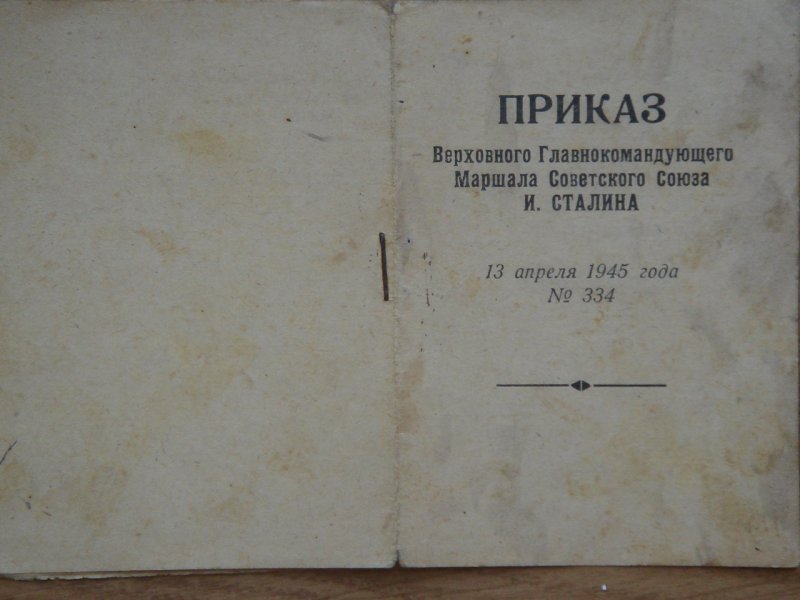 ПРИКАЗ
Верховного Главнокомандующего
Маршала Советского Союза
И. СТАЛИНА
13 апреля 1945 года
№ 334